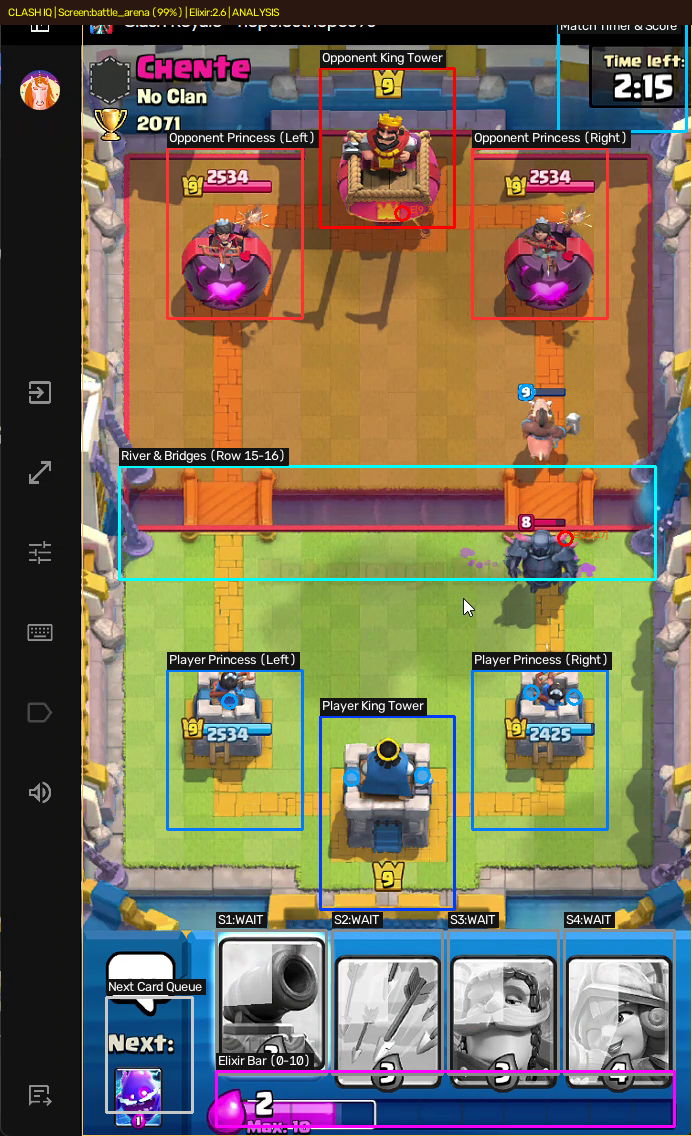 CLASH IQ | Screen:battle_arena (99%) | Elixir:2.6 | ANALYSIS
Match Timer & Score
Opponent King Tower
Chente
No Clan
2071
9
Time left:
2:15
Opponent Princess (Left)
Opponent Princess (Right)
9
2534
9
2534
9
River & Bridges (Row 15-16)
8
Player Princess (Left)
Player Princess (Right)
Player King Tower
9
2534
9
2425
9
S1:WAIT
S2:WAIT
S3:WAIT
S4:WAIT
Next Card Queue
Next:
Elixir Bar (0-10)
3
3
4
1
2
Max: 10